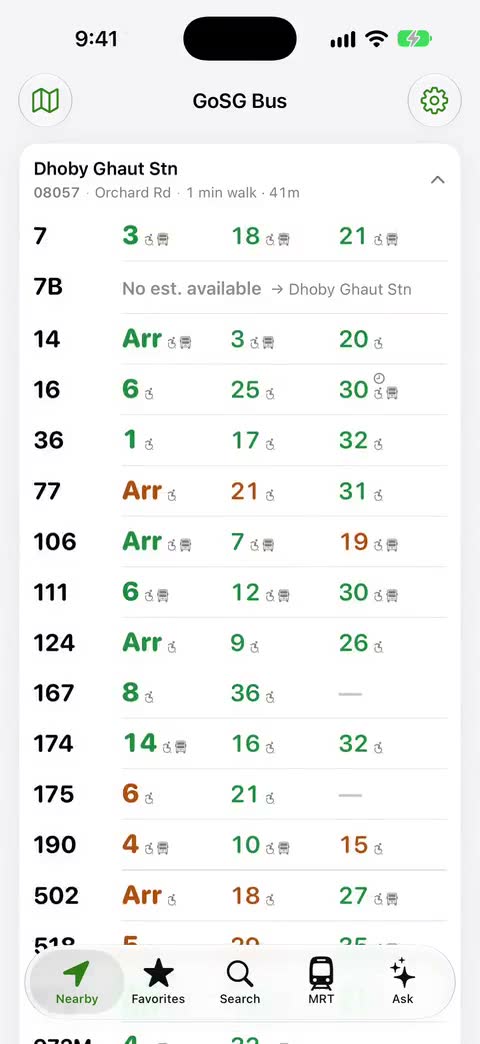 9:41
GoSG Bus
Dhoby Ghaut Stn
08057 · Orchard Rd · 1 min walk · 41m
7 3 18 21
7B No est. available → Dhoby Ghaut Stn
14 Arr 3 20
16 6 25 30
36 1 17 32
77 Arr 21 31
106 Arr 7 19
111 6 12 30
124 Arr 9 26
167 8 36 —
174 14 16 32
175 6 21 —
190 4 10 15
502 Arr 18 27
518
Nearby Favorites Search MRT Ask